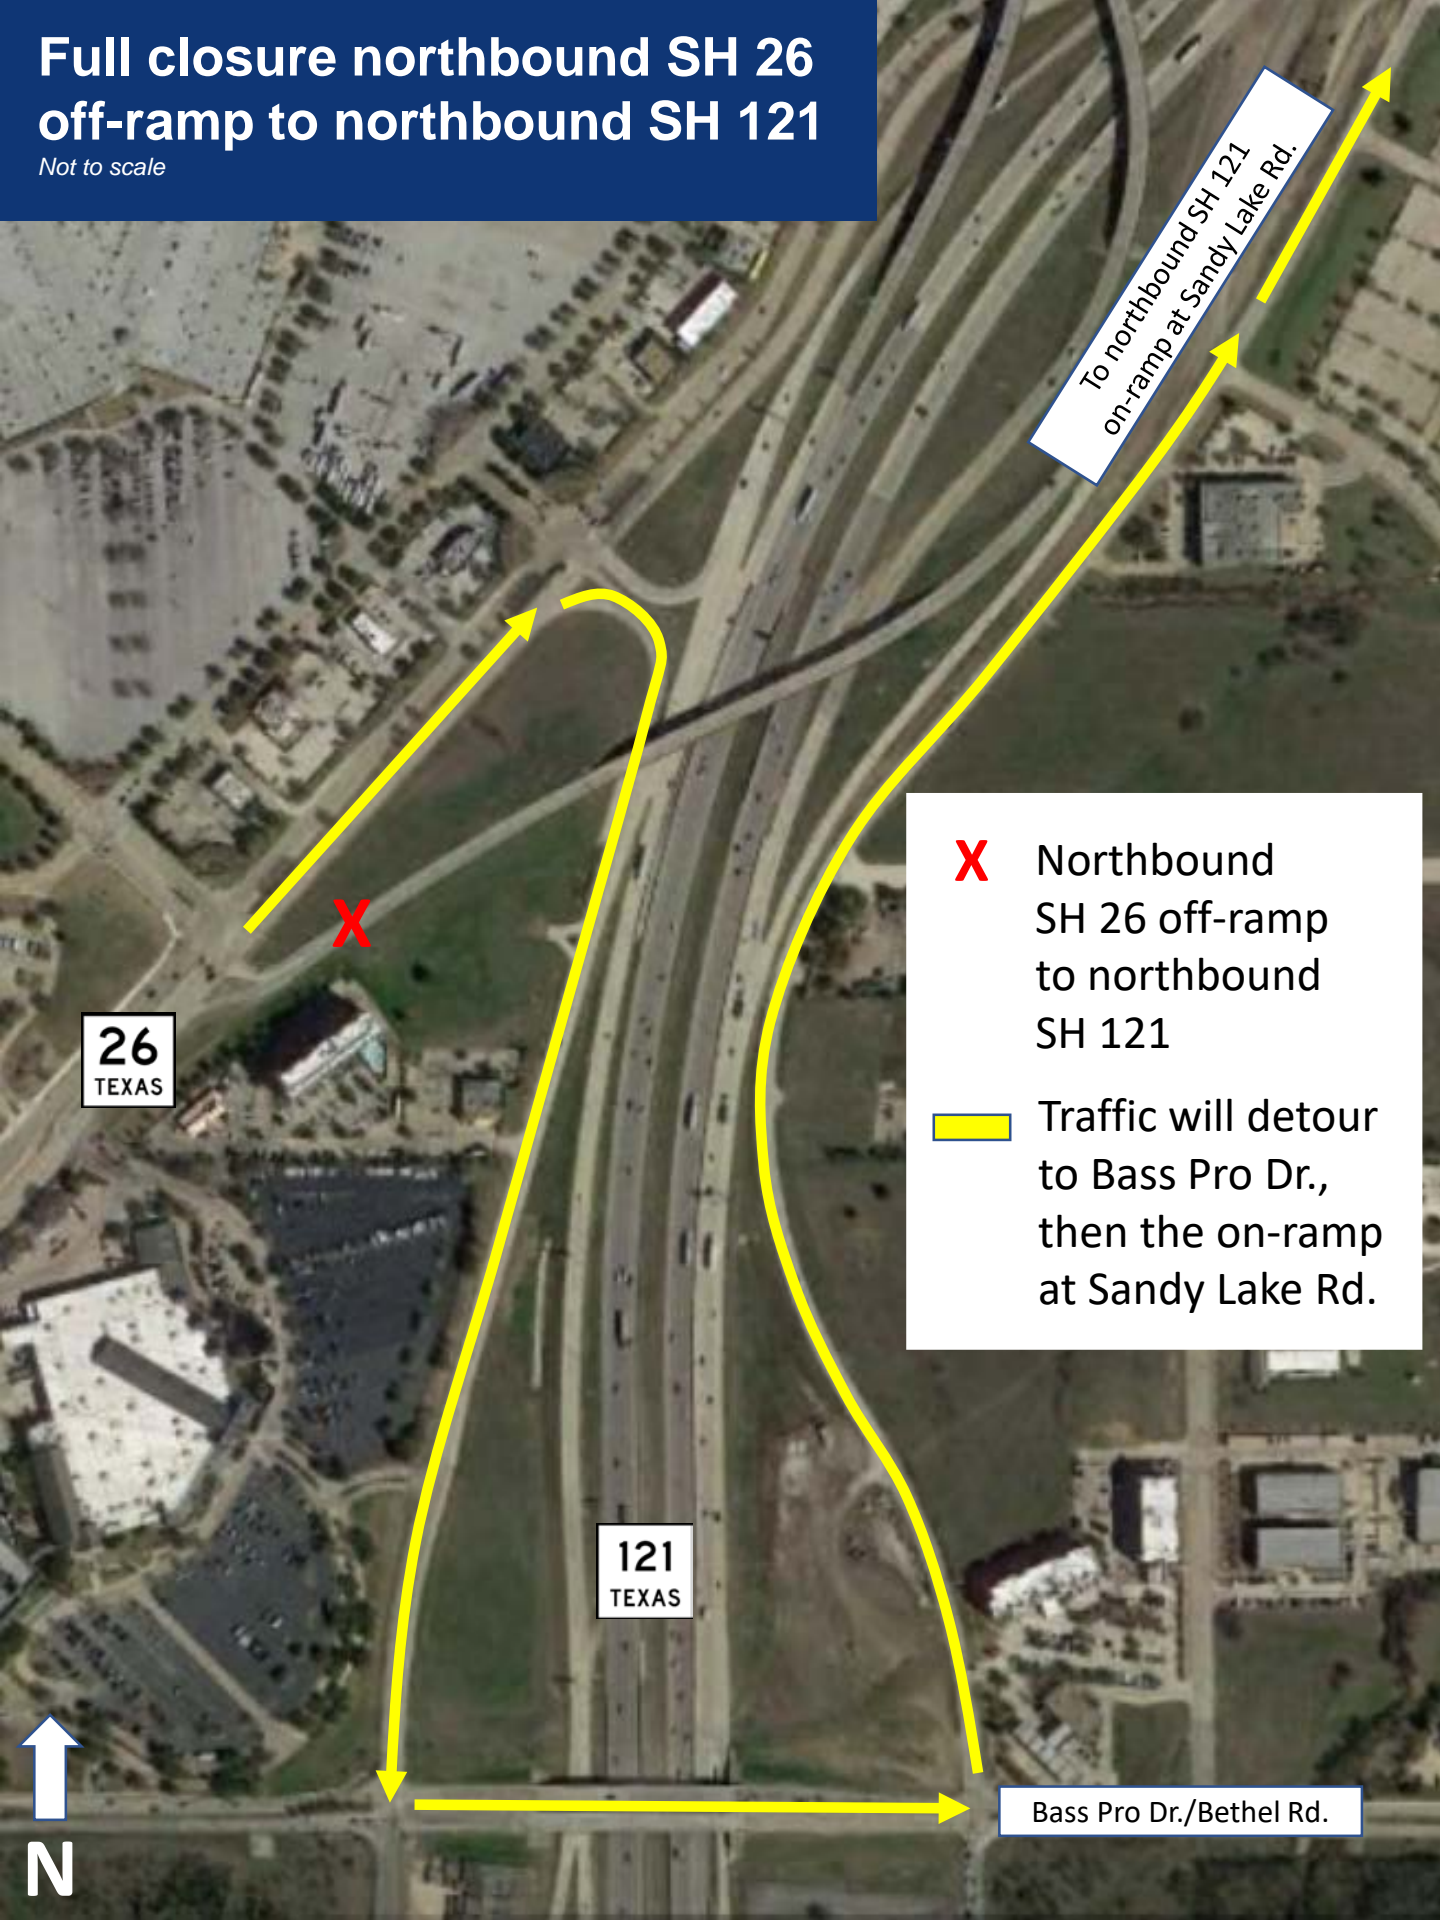 Full closure northbound SH 26
off-ramp to northbound SH 121
Not to scale
To northbound SH 121
on-ramp at Sandy Lake Rd.
X
26
TEXAS
X
Northbound
SH 26 off-ramp
to northbound
SH 121
Traffic will detour
to Bass Pro Dr.,
then the on-ramp
at Sandy Lake Rd.
121
TEXAS
Bass Pro Dr./Bethel Rd.
N